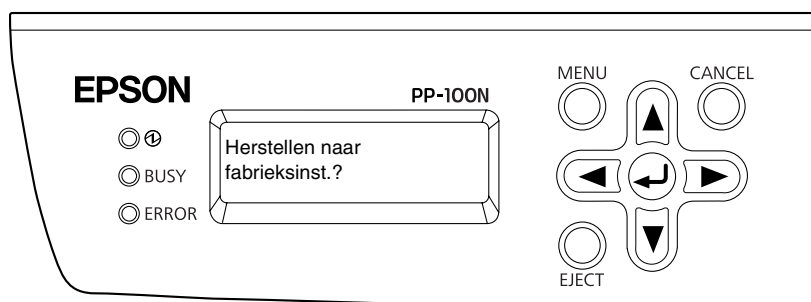 MENU
CANCEL
EPSON
PP-100N
Herstellen naar
fabrieksinst.?
BUSY
ERROR
EJECT